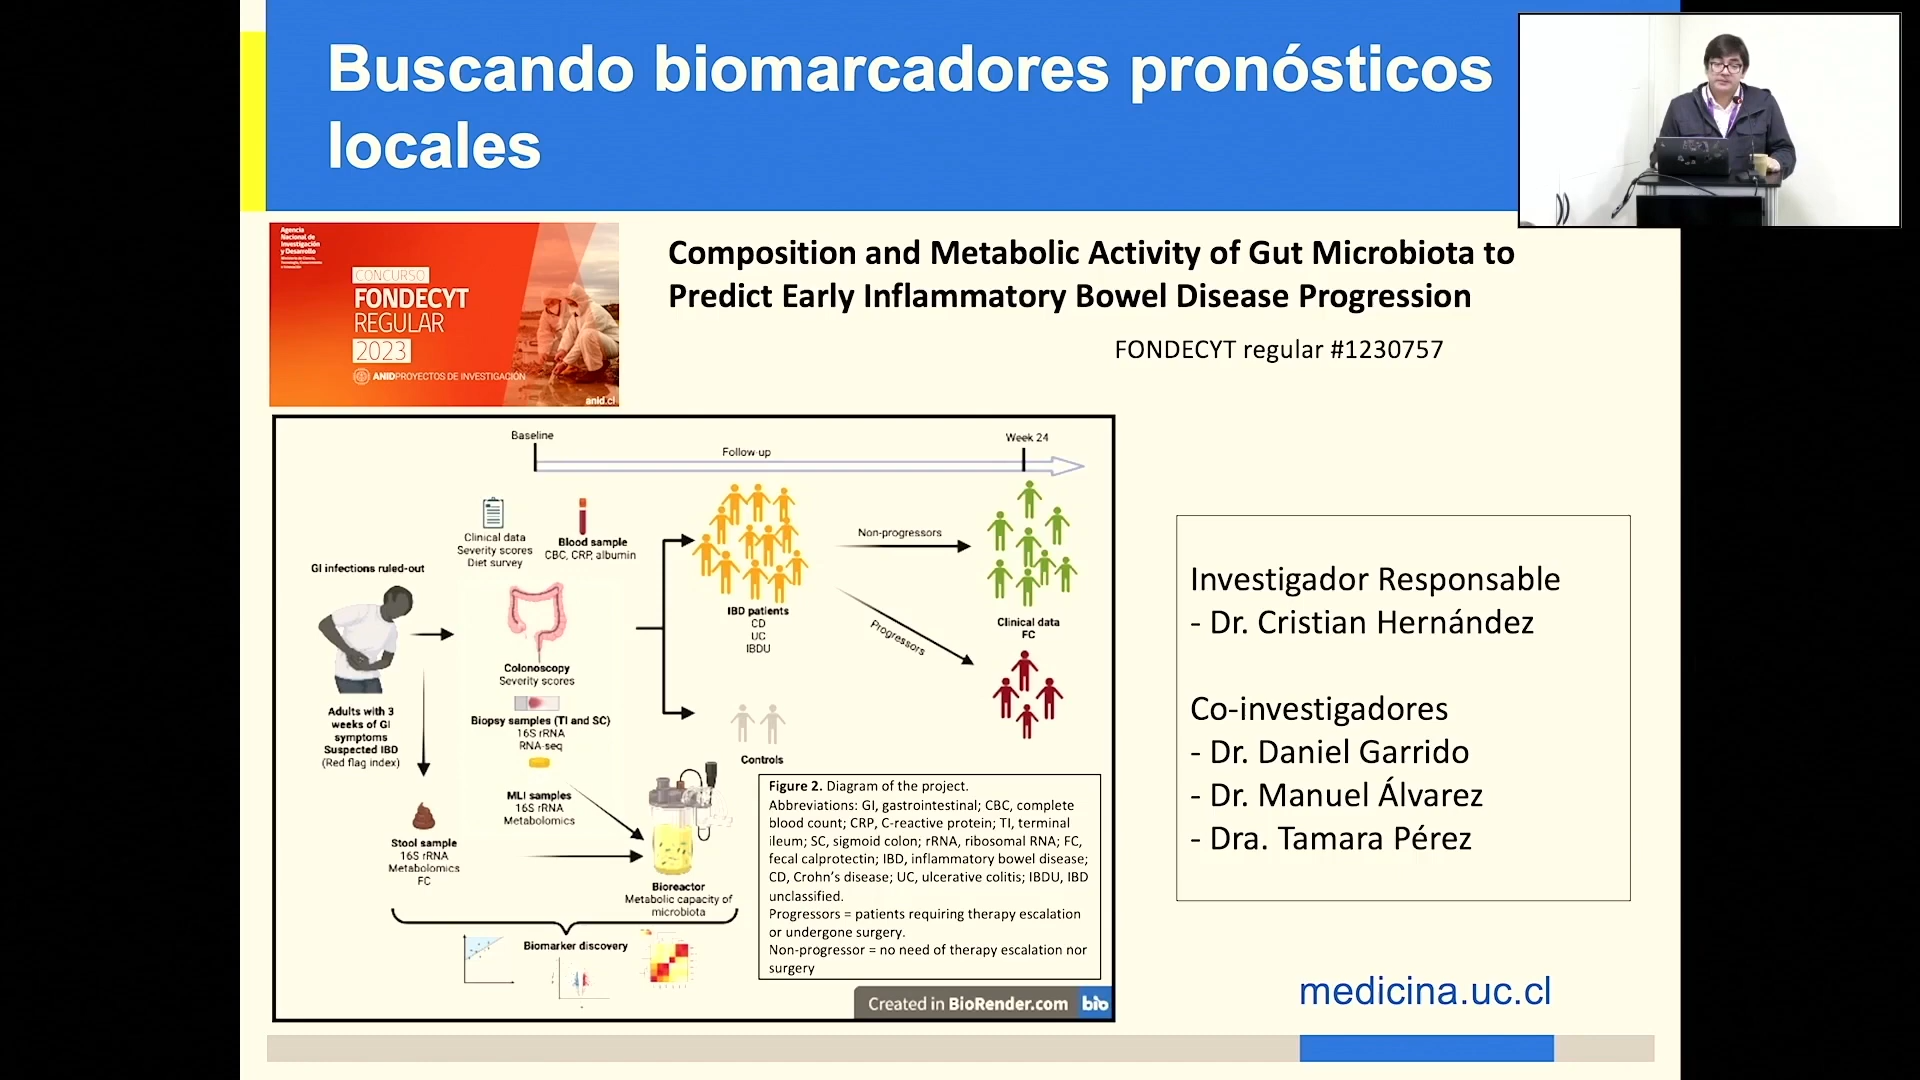 Buscando biomarcadores pronósticos
locales
Agencia
Nacional de
Investigación
y Desarrollo
CONCURSO
FONDECYT
REGULAR
2023
ANID PROYECTOS DE INVESTIGACIÓN
anid.cl
Composition and Metabolic Activity of Gut Microbiota to
Predict Early Inflammatory Bowel Disease Progression
FONDECYT regular #1230757
Baseline
Follow-up
Week 24
Clinical data
Severity scores
Diet survey
Blood sample
CBC, CRP, albumin
GI infections ruled-out
Adults with 3
weeks of GI
symptoms
Suspected IBD
(Red flag index)
Colonoscopy
Severity scores
Biopsy samples (TI and SC)
16S rRNA
RNA-seq
MLI samples
16S rRNA
Metabolomics
Stool sample
16S rRNA
Metabolomics
FC
IBD patients
CD
UC
IBDU
Non-progressors
Progressors
Clinical data
FC
Controls
Bioreactor
Metabolic capacity of
microbiota
Biomarker discovery
Figure 2. Diagram of the project.
Abbreviations: GI, gastrointestinal; CBC, complete
blood count; CRP, C-reactive protein; TI, terminal
ileum; SC, sigmoid colon; rRNA, ribosomal RNA; FC,
fecal calprotectin; IBD, inflammatory bowel disease;
CD, Crohn's disease; UC, ulcerative colitis; IBDU, IBD
unclassified.
Progressors = patients requiring therapy escalation
or undergone surgery.
Non-progressor = no need of therapy escalation nor
surgery
Created in BioRender.com bio
Investigador Responsable
- Dr. Cristian Hernández
Co-investigadores
- Dr. Daniel Garrido
- Dr. Manuel Álvarez
- Dra. Tamara Pérez
medicina.uc.cl